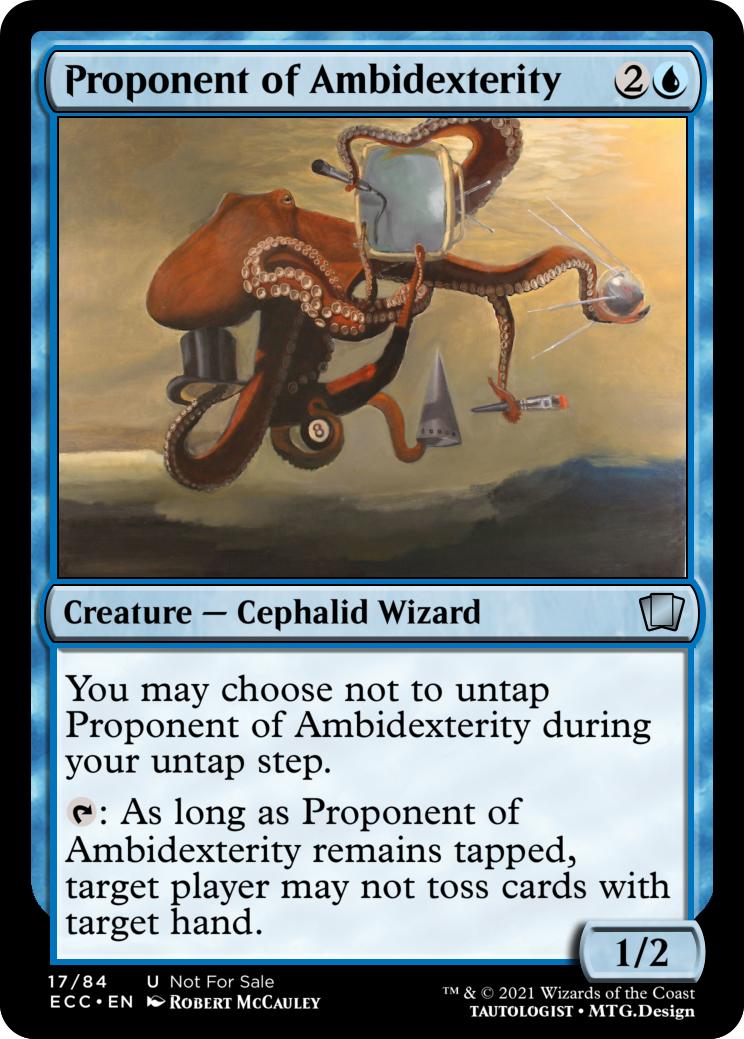 Proponent of Ambidexterity 2
8
Creature — Cephalid Wizard
You may choose not to untap
Proponent of Ambidexterity during
your untap step.
: As long as Proponent of
Ambidexterity remains tapped,
target player may not toss cards with
target hand.
1/2
17/84 U Not For Sale
ECC • EN Robert McCauley
™ & © 2021 Wizards of the Coast
TAUTOLOGIST • MTG.Design